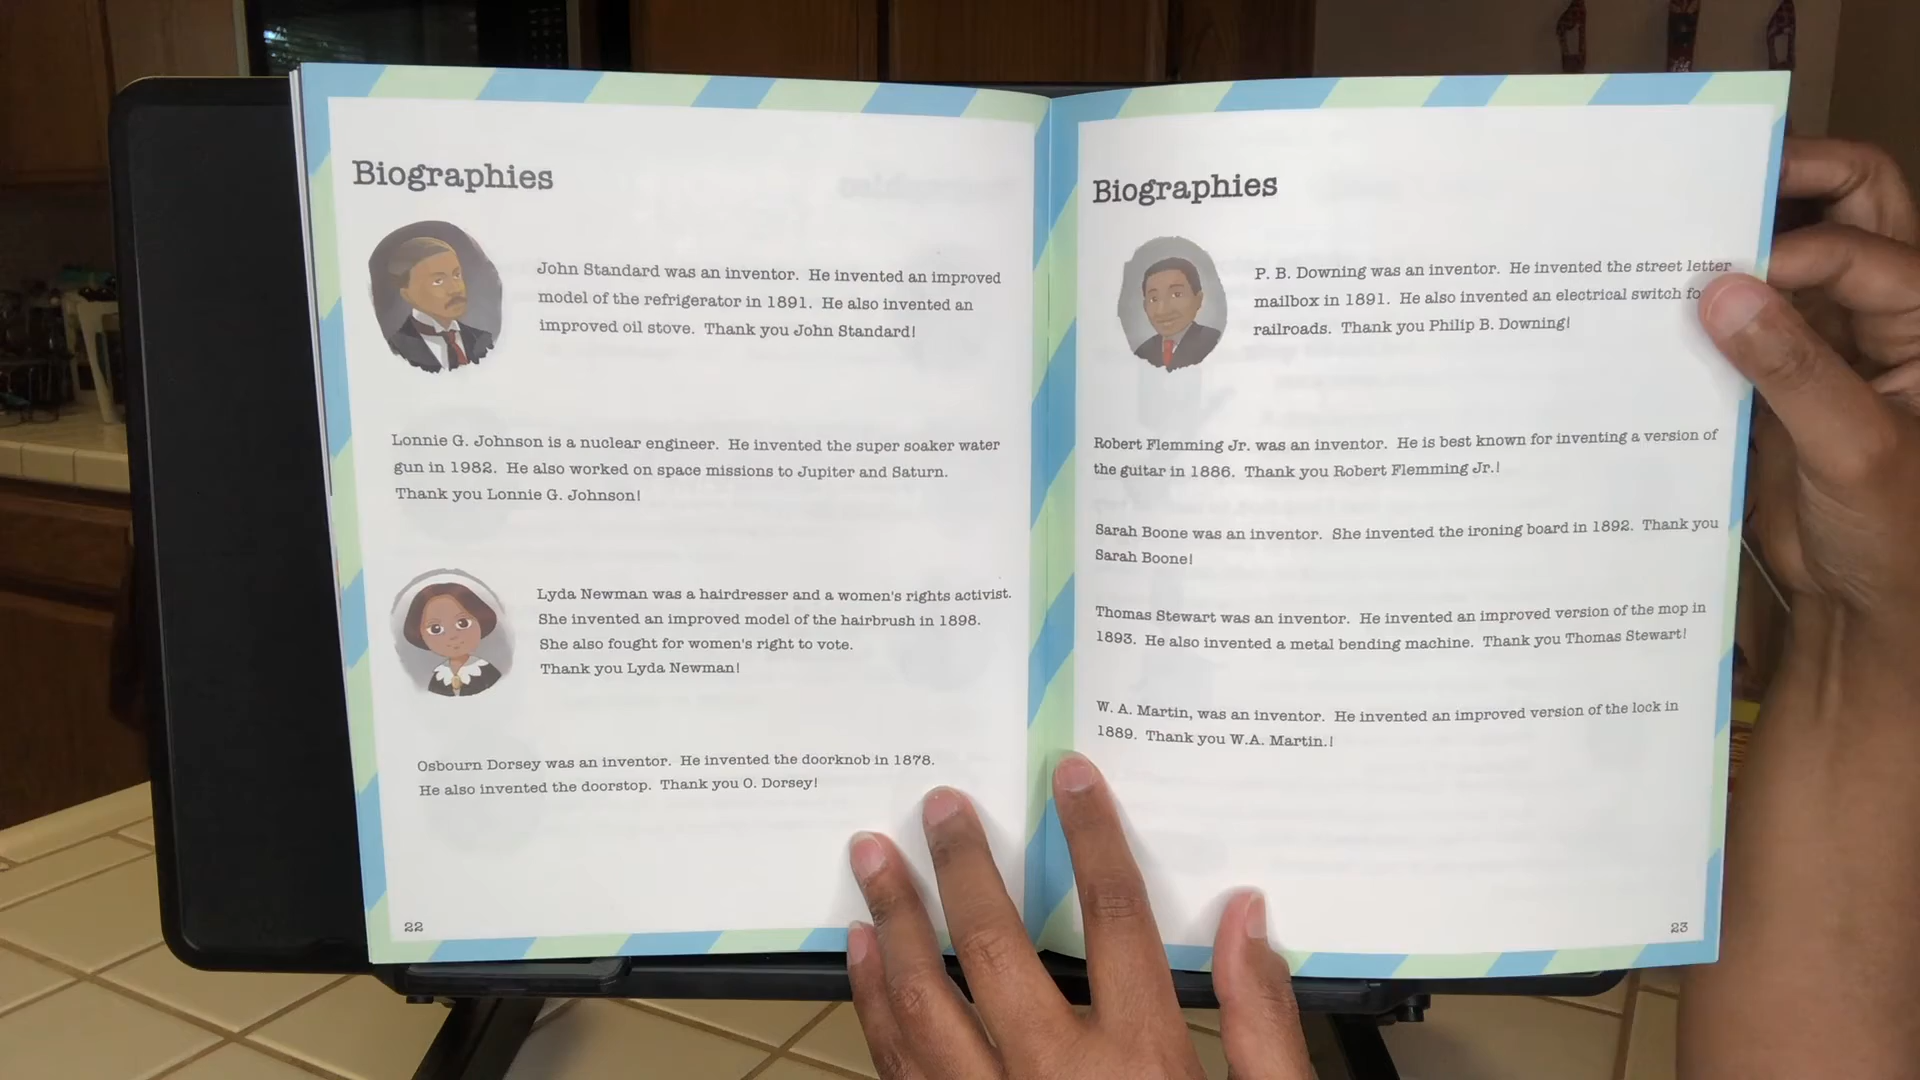 Biographies
John Standard was an inventor. He invented an improved
model of the refrigerator in 1891. He also invented an
improved oil stove. Thank you John Standard!
Lonnie G. Johnson is a nuclear engineer. He invented the super soaker water
gun in 1982. He also worked on space missions to Jupiter and Saturn.
Thank you Lonnie G. Johnson!
Lyda Newman was a hairdresser and a women's rights activist.
She invented an improved model of the hairbrush in 1898.
She also fought for women's right to vote.
Thank you Lyda Newman!
Osbourn Dorsey was an inventor. He invented the doorknob in 1878.
He also invented the doorstop. Thank you O. Dorsey!
22
Biographies
P. B. Downing was an inventor. He invented the street letter
mailbox in 1891. He also invented an electrical switch
railroads. Thank you Philip B. Downing!
Robert Flemming Jr. was an inventor. He is best known for inventing a version of
the guitar in 1886. Thank you Robert Flemming Jr.!
Sarah Boone was an inventor. She invented the ironing board in 1892. Thank you
Sarah Boone!
Thomas Stewart was an inventor. He invented an improved version of the mop in
1893. He also invented a metal bending machine. Thank you Thomas Stewart!
W. A. Martin, was an inventor. He invented an improved version of the lock in
1889. Thank you W.A. Martin.!
23